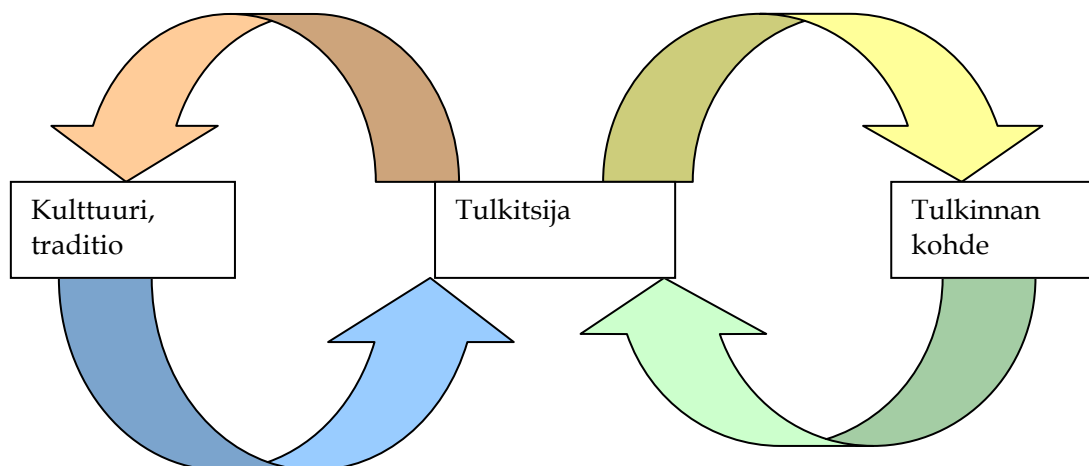 Kulttuuri,
traditio
Tulkitsija
Tulkinnan
kohde